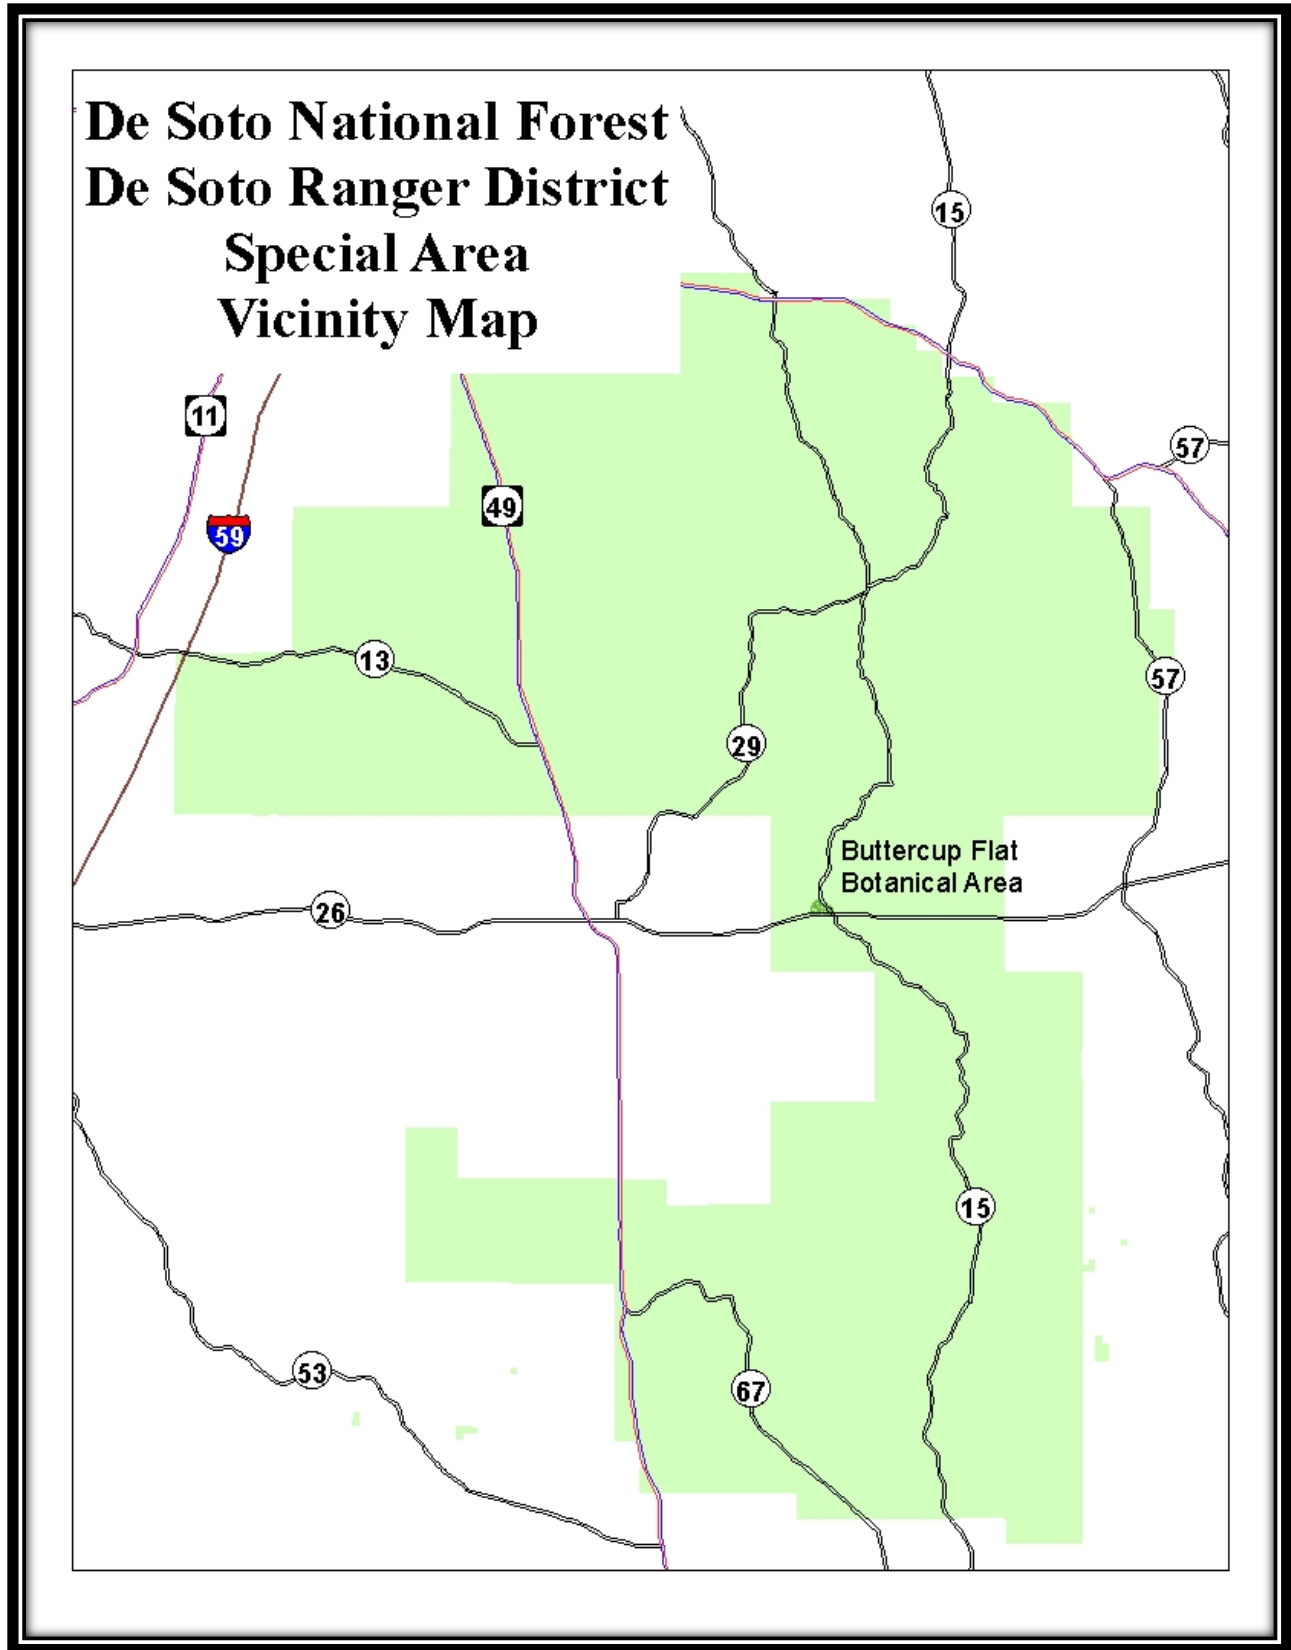 De Soto National Forest
De Soto Ranger District
Special Area
Vicinity Map
15
11
57
49
59
13
57
29
Buttercup Flat
Botanical Area
26
15
53
67